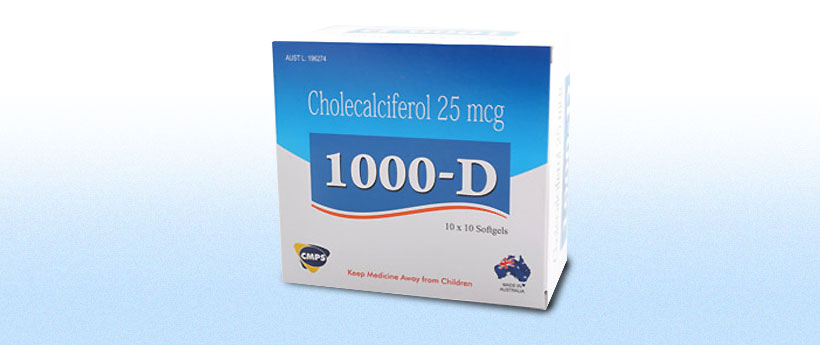 AUST L: 196274
Cholecalciferol 25 mcg
1000-D
10 x 10 Softgels
CMPS
Keep Medicine Away from Children
MADE IN
AUSTRALIA